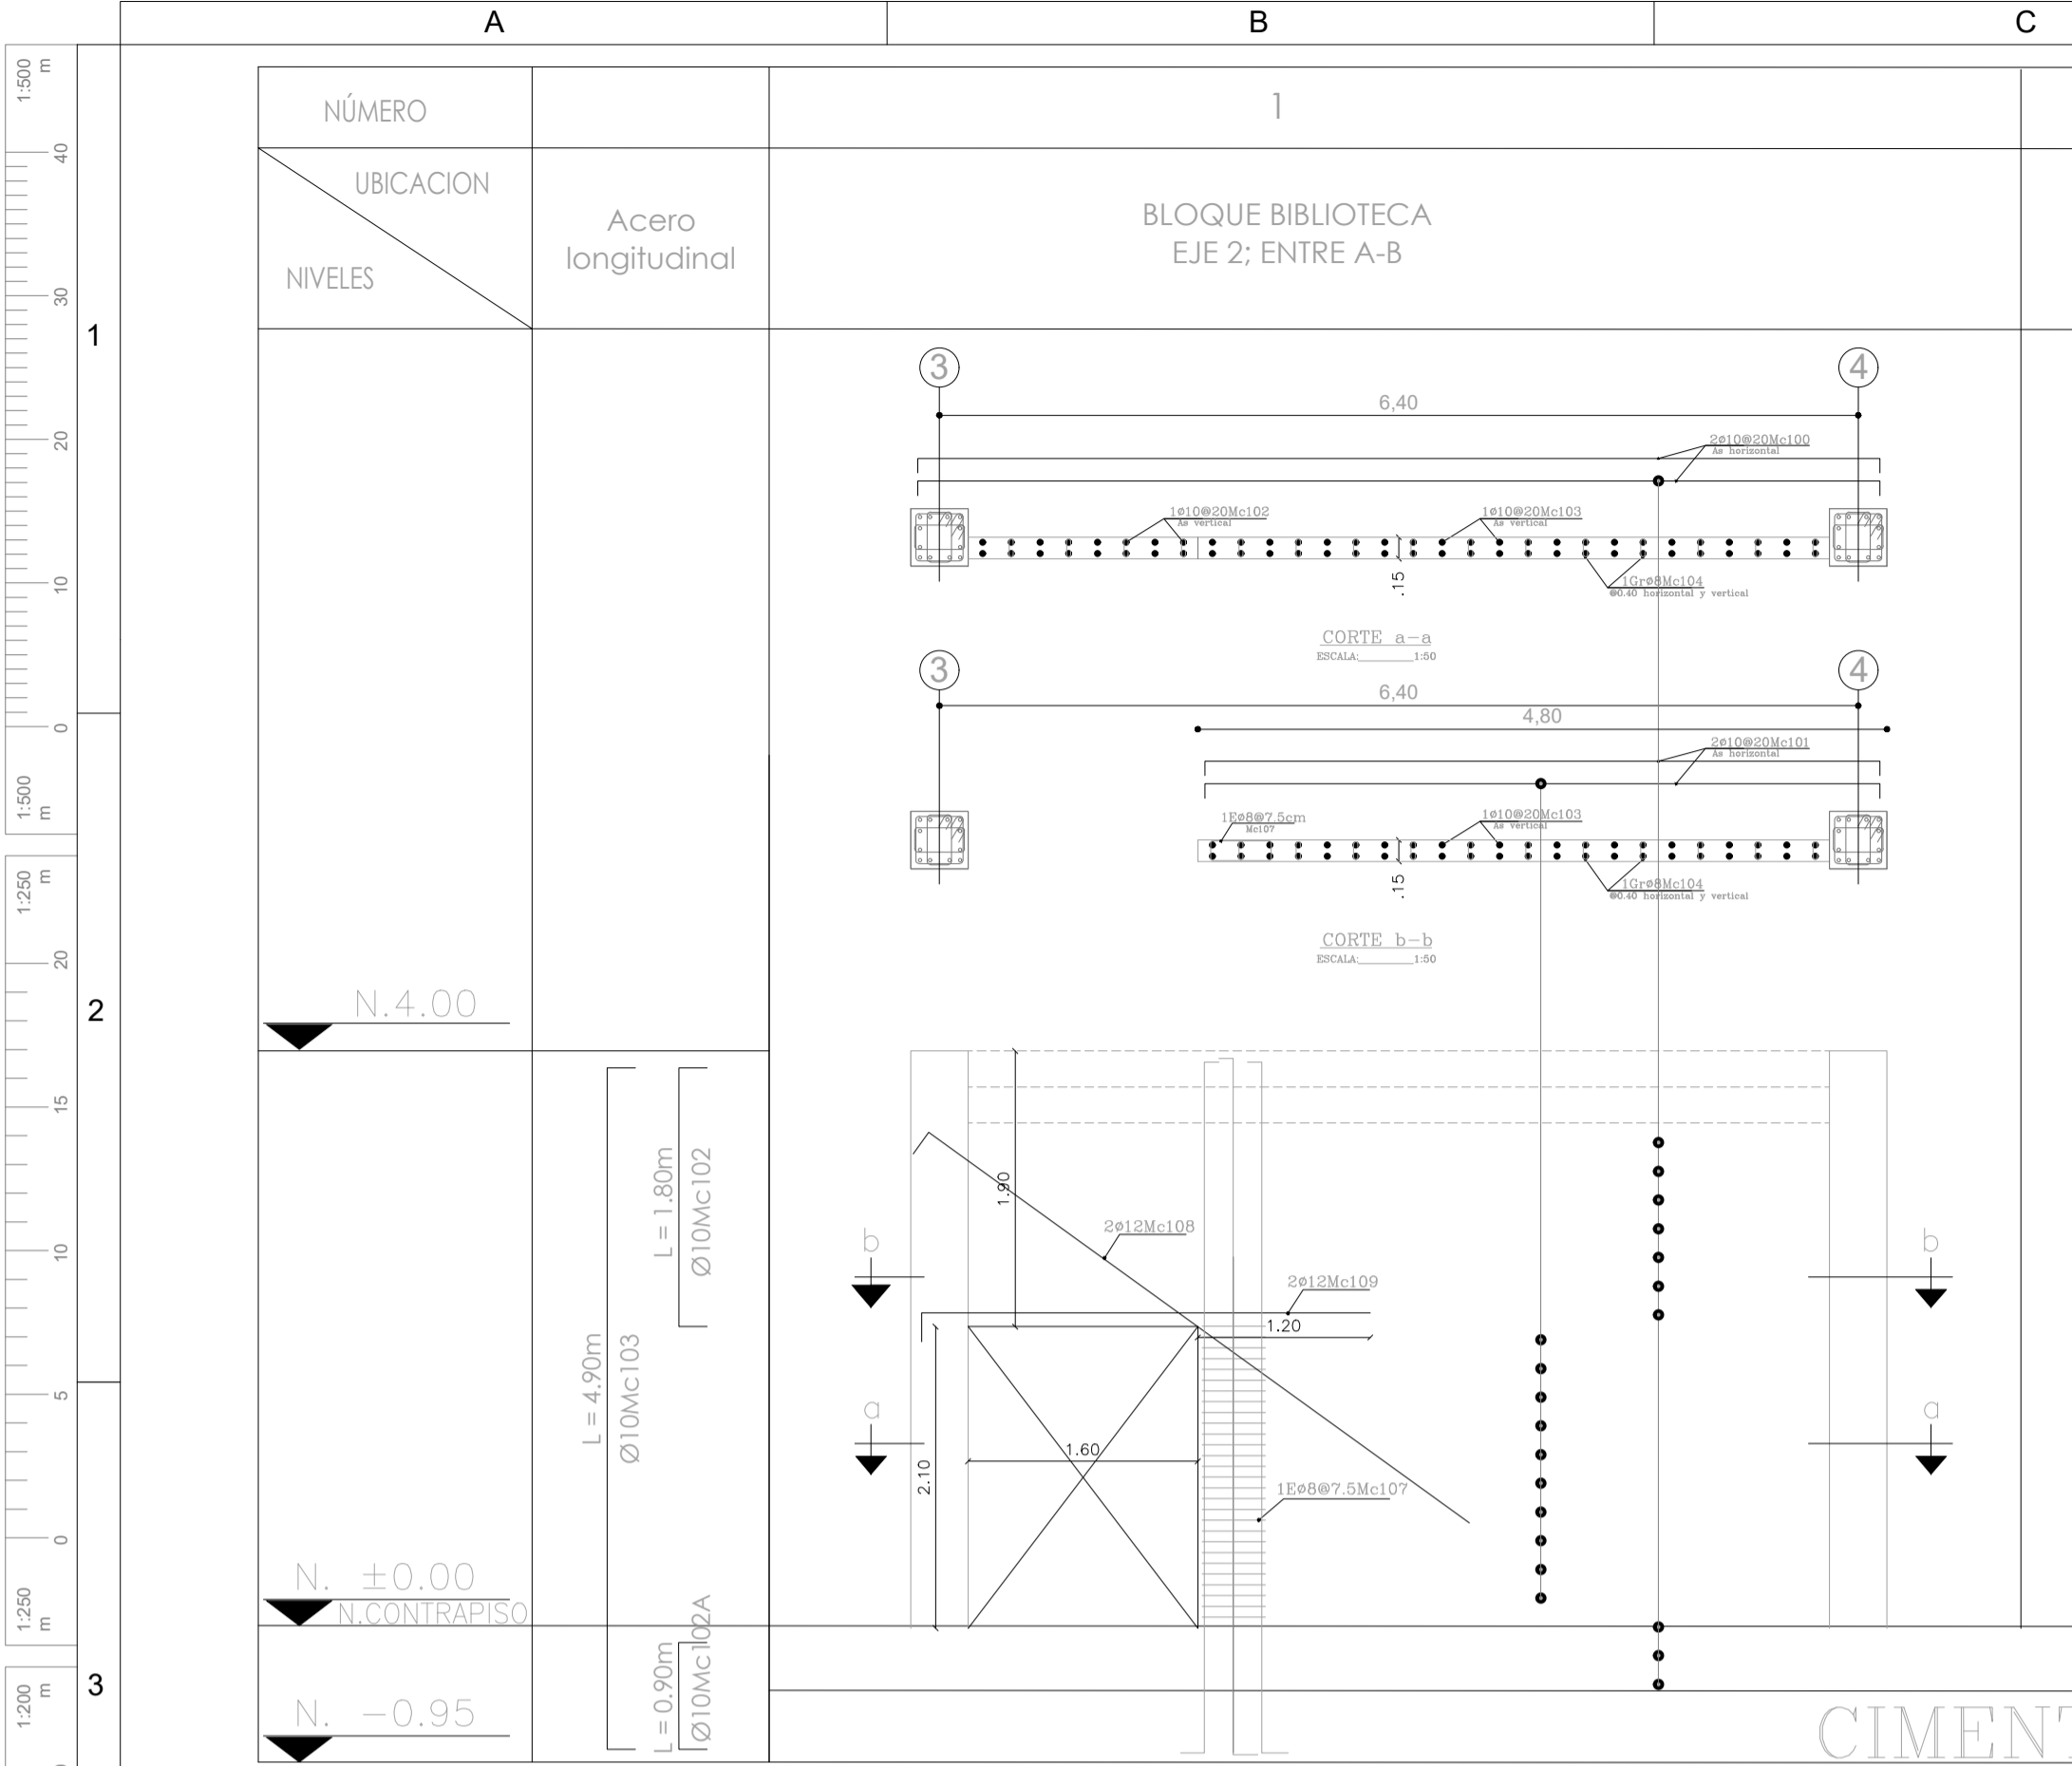 A
B
C
1:500
m
40
30
20
10
0
1:500
m
1:250
m
20
15
10
5
0
1:250
m
1:200
m
1
2
3
NÚMERO
1
UBICACION
NIVELES
Acero
longitudinal
BLOQUE BIBLIOTECA
EJE 2; ENTRE A-B
3
4
6,40
2ø10@20Mc100
As horizontal
1ø10@20Mc102
As vertical
1ø10@20Mc103
As vertical
.15
1Grø8Mc104
@0.40 horizontal y vertical
CORTE a-a
ESCALA:________1:50
3
4
6,40
4,80
2ø10@20Mc101
As horizontal
1Eø8@7.5cm
Mc107
1ø10@20Mc103
As vertical
.15
1Grø8Mc104
@0.40 horizontal y vertical
CORTE b-b
ESCALA:________1:50
N.4.00
L = 4.90m
Ø10Mc103
L = 1.80m
Ø10Mc102
1.90
2ø12Mc108
b
b
2ø12Mc109
1.20
a
a
1.60
2.10
1Eø8@7.5Mc107
N. ±0.00
N.CONTRAPISO
L = 0.90m
Ø10Mc102A
N. -0.95
CIMENT